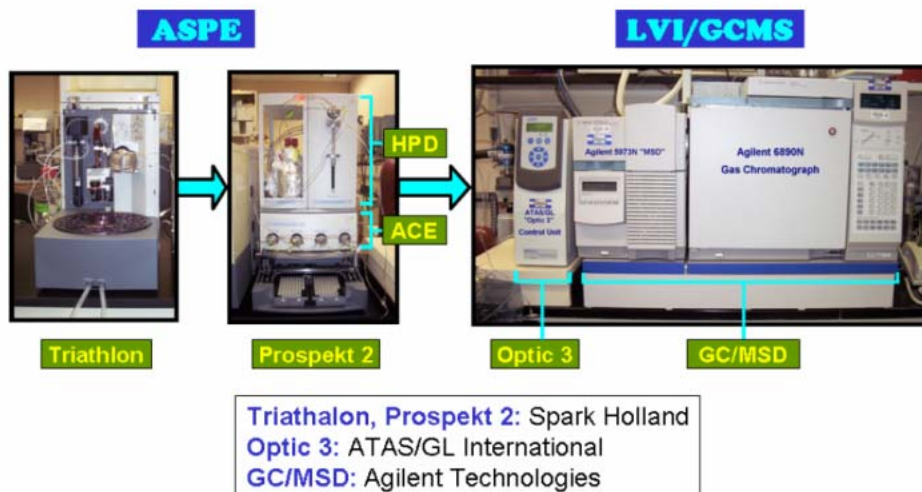 ASPE
LVI/GCMS
HPD
ACE
Agilent 5973N "MSD"
Agilent 6890N
Gas Chromatograph
ATAS/GL
"Optic 3"
Control Unit
Triathlon
Prospekt 2
Optic 3
GC/MSD
Triathalon, Prospekt 2: Spark Holland
Optic 3: ATAS/GL International
GC/MSD: Agilent Technologies